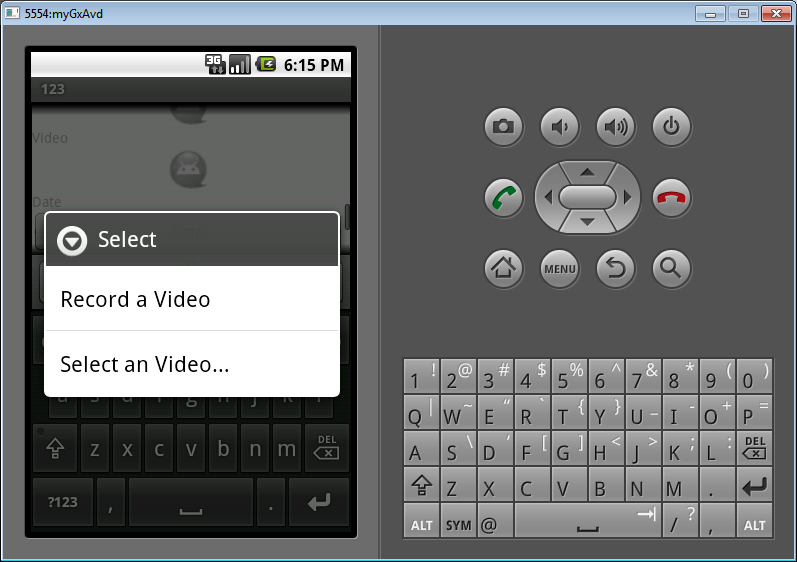 5554:myGxAvd
3G 6:15 PM
123
Video
Date
Select
Record a Video
Select an Video...
a s d f g h j k l
z x c v b n m DEL
?123 , .
MENU
1 ! 2 @ 3 # 4 $ 5 % 6 ^ 7 & 8 * 9 ( 0 )
Q | W ~ E “ R ` T { Y } U _ I - O + P =
A S \ D ‘ F [ G ] H < J > K ; L : DEL
Z X C V B N M .
ALT SYM @ / ? , ALT